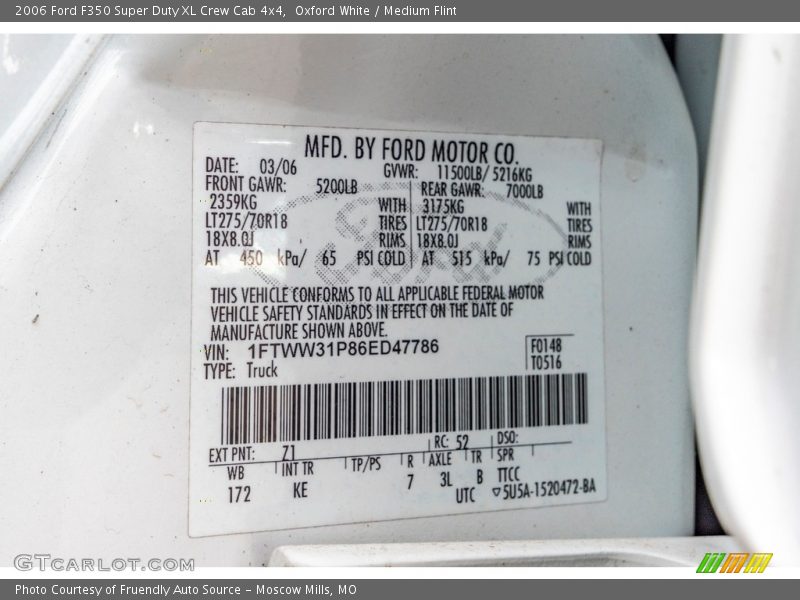 2006 Ford F350 Super Duty XL Crew Cab 4x4, Oxford White / Medium Flint
MFD. BY FORD MOTOR CO.
DATE: 03/06 GVWR: 11500LB/ 5216KG
FRONT GAWR: 5200LB REAR GAWR: 7000LB
2359KG WITH 3175KG WITH
LT275/70R18 TIRES LT275/70R18 TIRES
18X8.0J RIMS 18X8.0J RIMS
AT 450 kPa/ 65 PSI COLD AT 515 kPa/ 75 PSI COLD
THIS VEHICLE CONFORMS TO ALL APPLICABLE FEDERAL MOTOR
VEHICLE SAFETY STANDARDS IN EFFECT ON THE DATE OF
MANUFACTURE SHOWN ABOVE.
VIN: 1FTWW31P86ED47786 F0148
TYPE: Truck T0516
EXT PNT: Z1 RC: 52 DSO:
WB INT TR TP/PS R AXLE TR SPR
172 KE 7 3L B TTCC
UTC 5U5A-1520472-BA
GTCarlot.com
Photo Courtesy of Fruendly Auto Source - Moscow Mills, MO